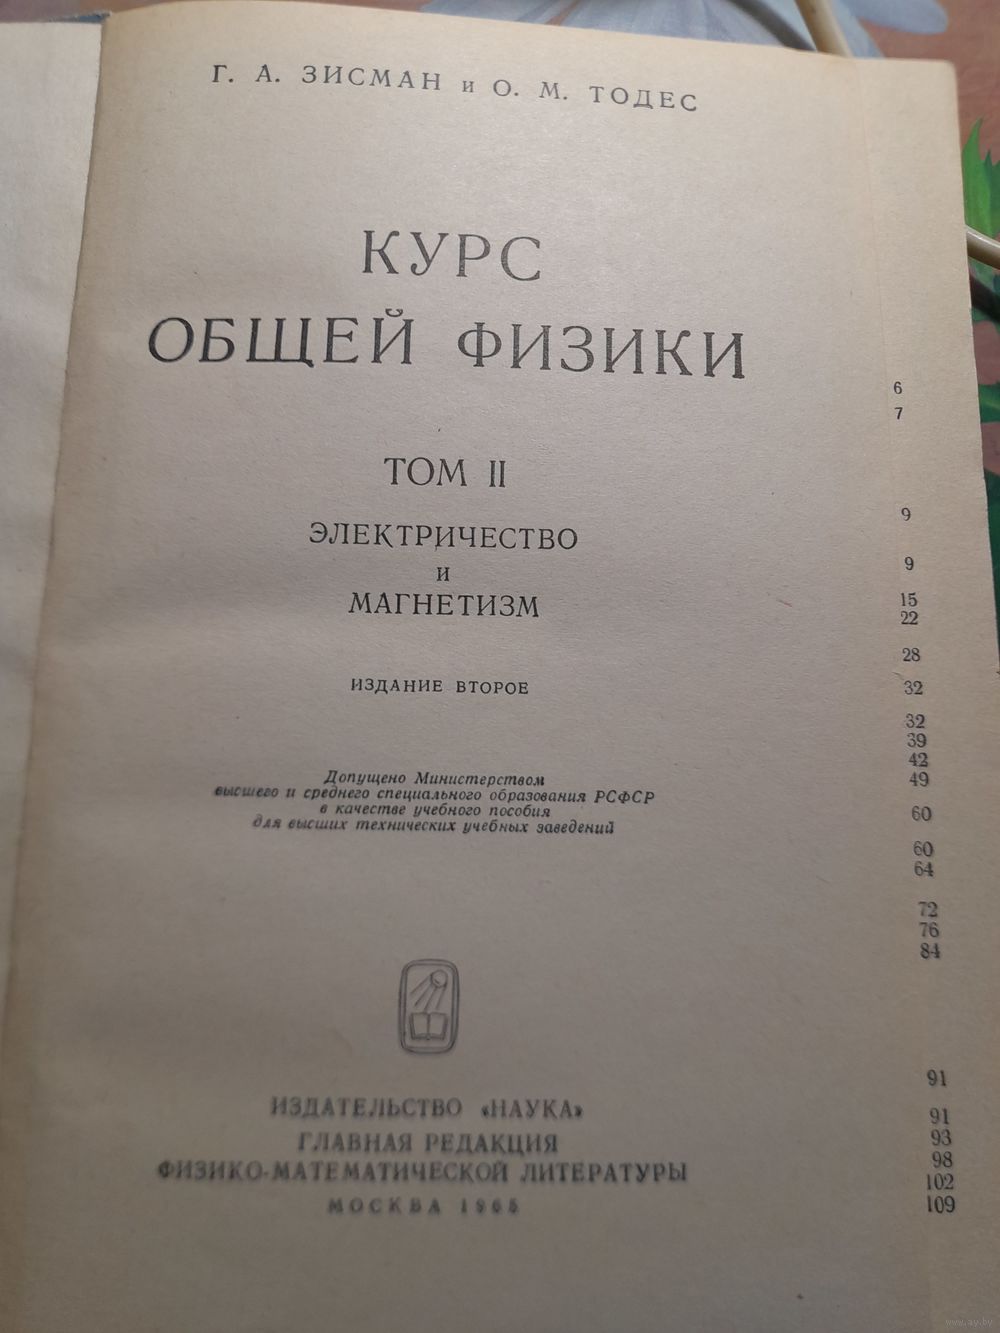 Г. А. ЗИСМАН и О. М. ТОДЕС
КУРС
ОБЩЕЙ ФИЗИКИ
ТОМ II
ЭЛЕКТРИЧЕСТВО
И
МАГНЕТИЗМ
ИЗДАНИЕ ВТОРОЕ
Допущено Министерством
высшего и среднего специального образования РСФСР
в качестве учебного пособия
для высших технических учебных заведений
ИЗДАТЕЛЬСТВО «НАУКА»
ГЛАВНАЯ РЕДАКЦИЯ
ФИЗИКО-МАТЕМАТИЧЕСКОЙ ЛИТЕРАТУРЫ
МОСКВА 1965
6
7
9
9
15
22
28
32
32
39
42
49
60
60
64
72
76
84
91
91
93
98
102
109
www.ay.by